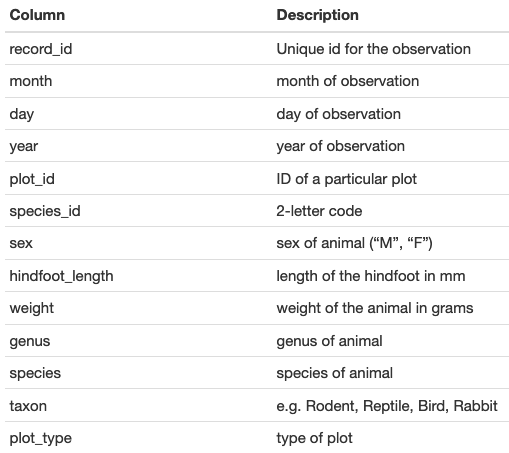 Column Description
record_id Unique id for the observation
month month of observation
day day of observation
year year of observation
plot_id ID of a particular plot
species_id 2-letter code
sex sex of animal (“M”, “F”)
hindfoot_length length of the hindfoot in mm
weight weight of the animal in grams
genus genus of animal
species species of animal
taxon e.g. Rodent, Reptile, Bird, Rabbit
plot_type type of plot